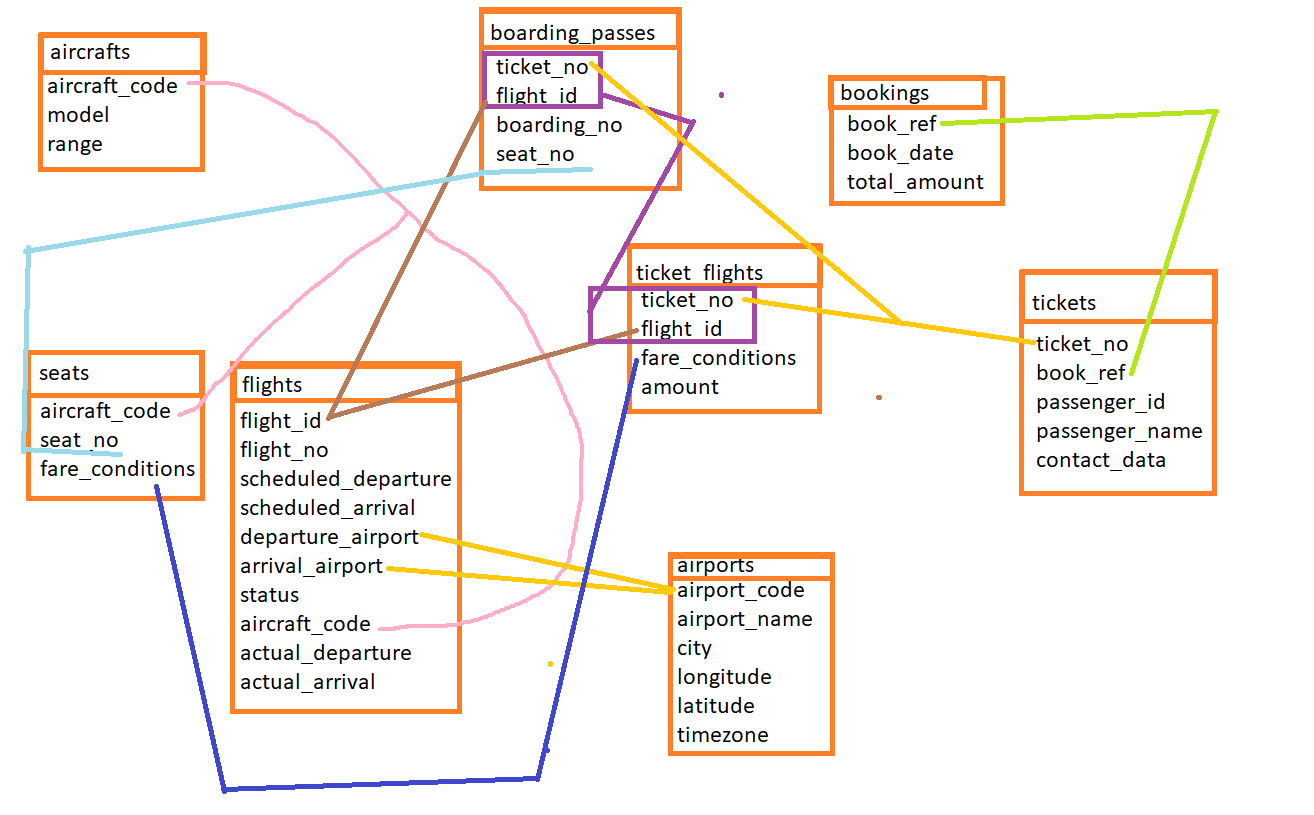 aircrafts
aircraft_code
model
range
boarding_passes
ticket_no
flight_id
boarding_no
seat_no
bookings
book_ref
book_date
total_amount
ticket_flights
ticket_no
flight_id
fare_conditions
amount
tickets
ticket_no
book_ref
passenger_id
passenger_name
contact_data
seats
aircraft_code
seat_no
fare_conditions
flights
flight_id
flight_no
scheduled_departure
scheduled_arrival
departure_airport
arrival_airport
status
aircraft_code
actual_departure
actual_arrival
airports
airport_code
airport_name
city
longitude
latitude
timezone